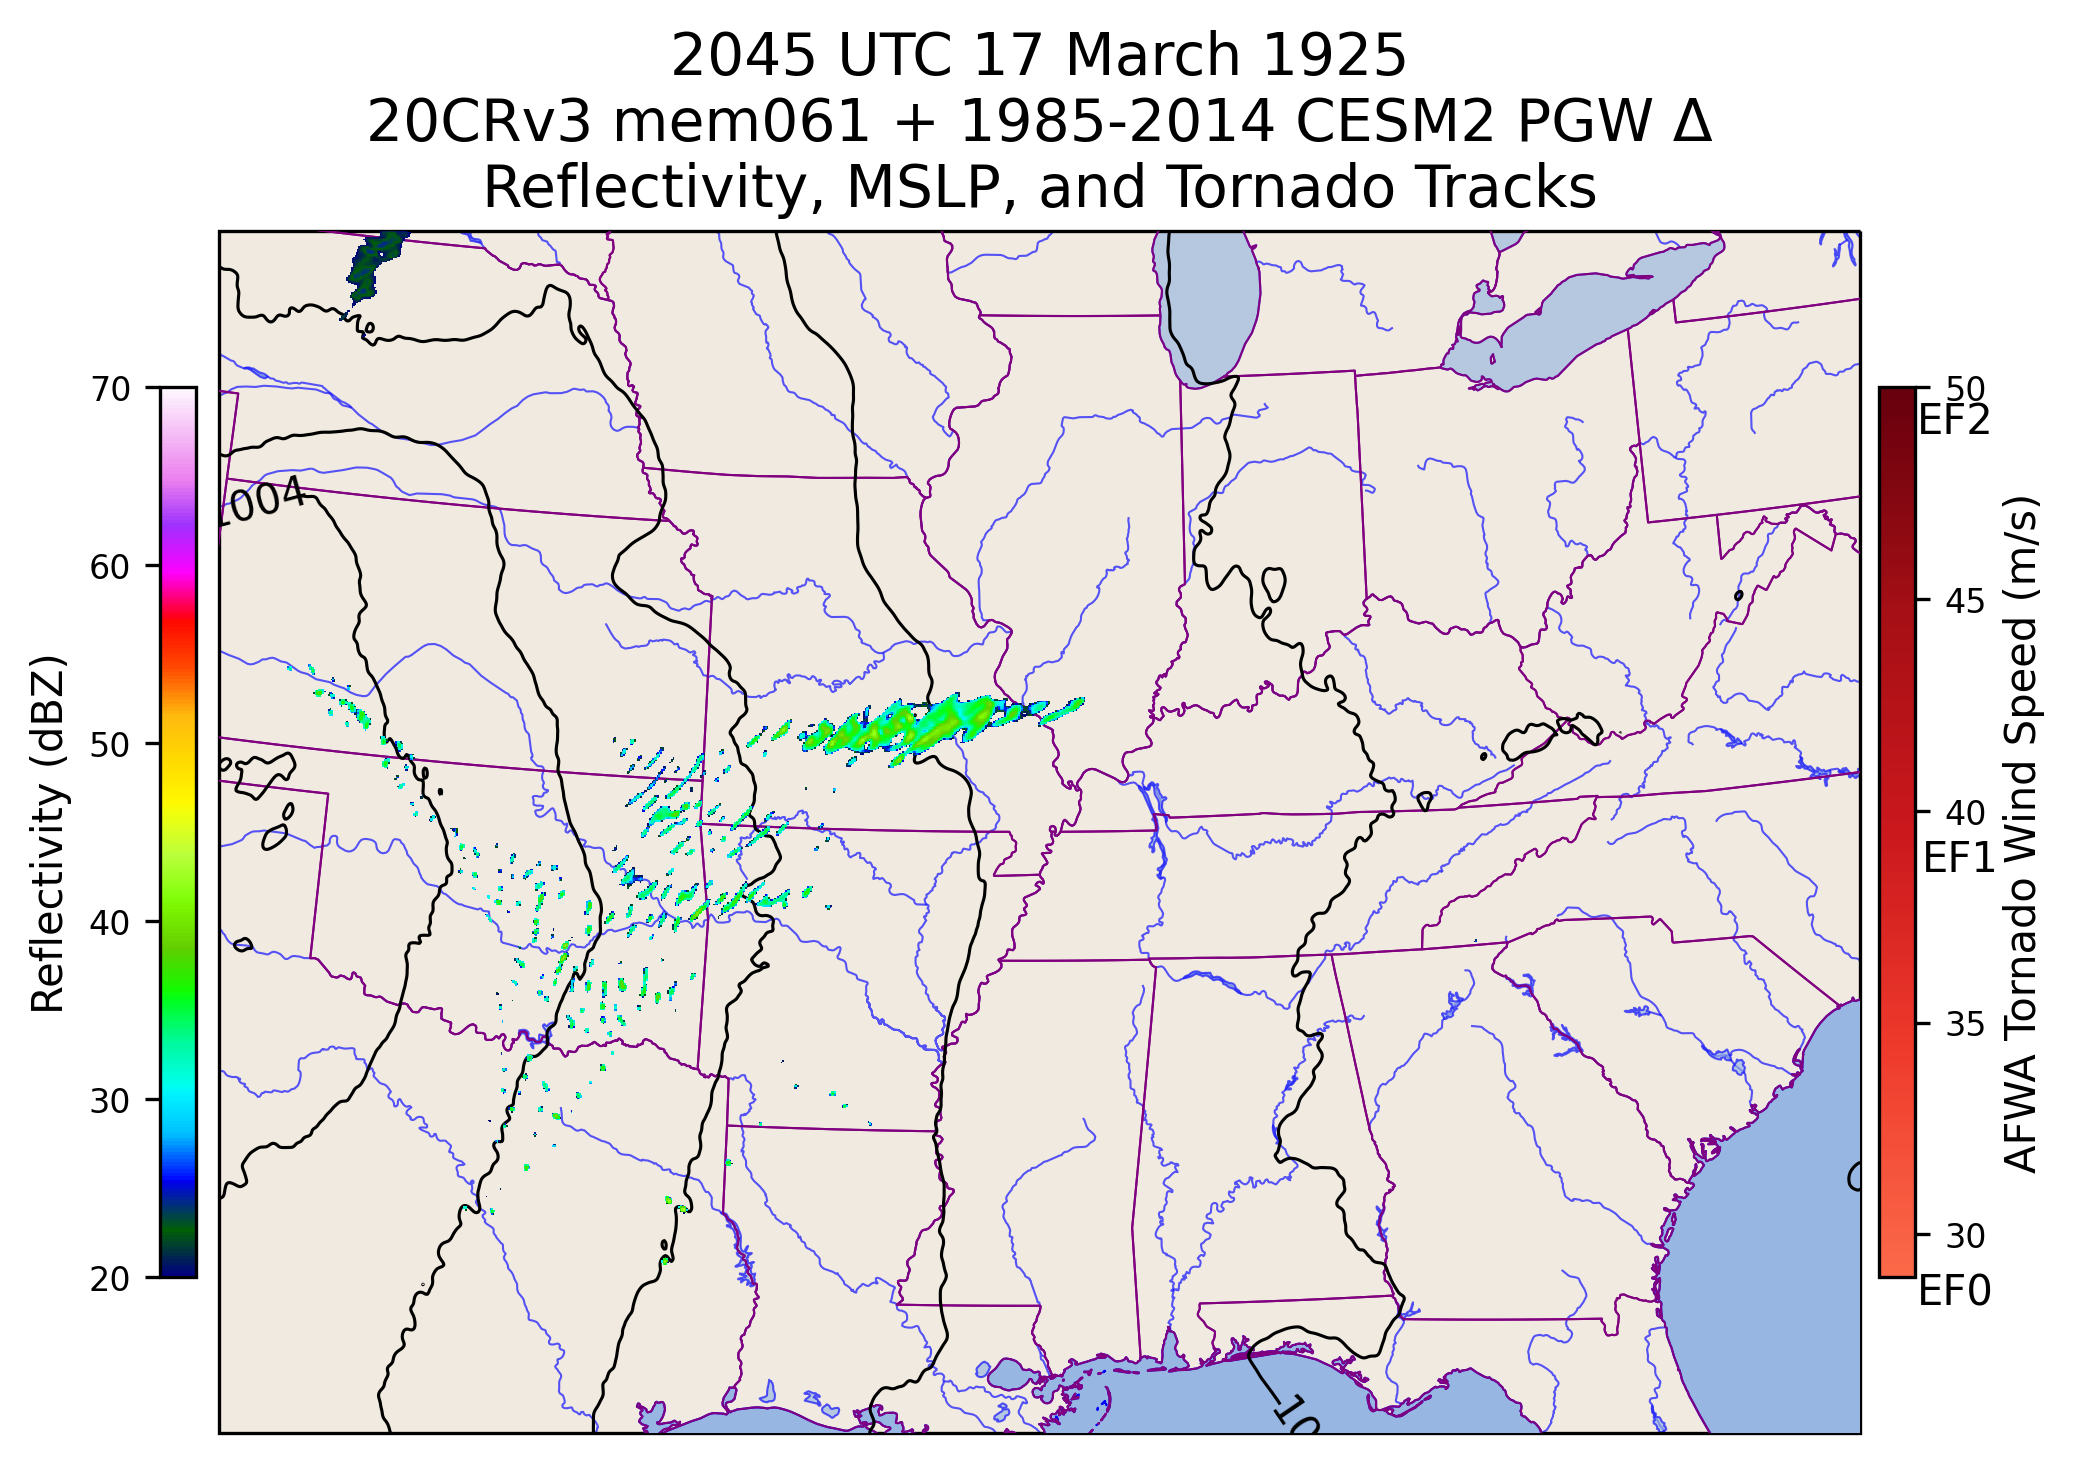 2045 UTC 17 March 1925
20CRv3 mem061 + 1985-2014 CESM2 PGW Δ
Reflectivity, MSLP, and Tornado Tracks
Reflectivity (dBZ)
70
60
50
40
30
20
1004
10
50
EF2
45
40
EF1
35
30
EF0
AFWA Tornado Wind Speed (m/s)